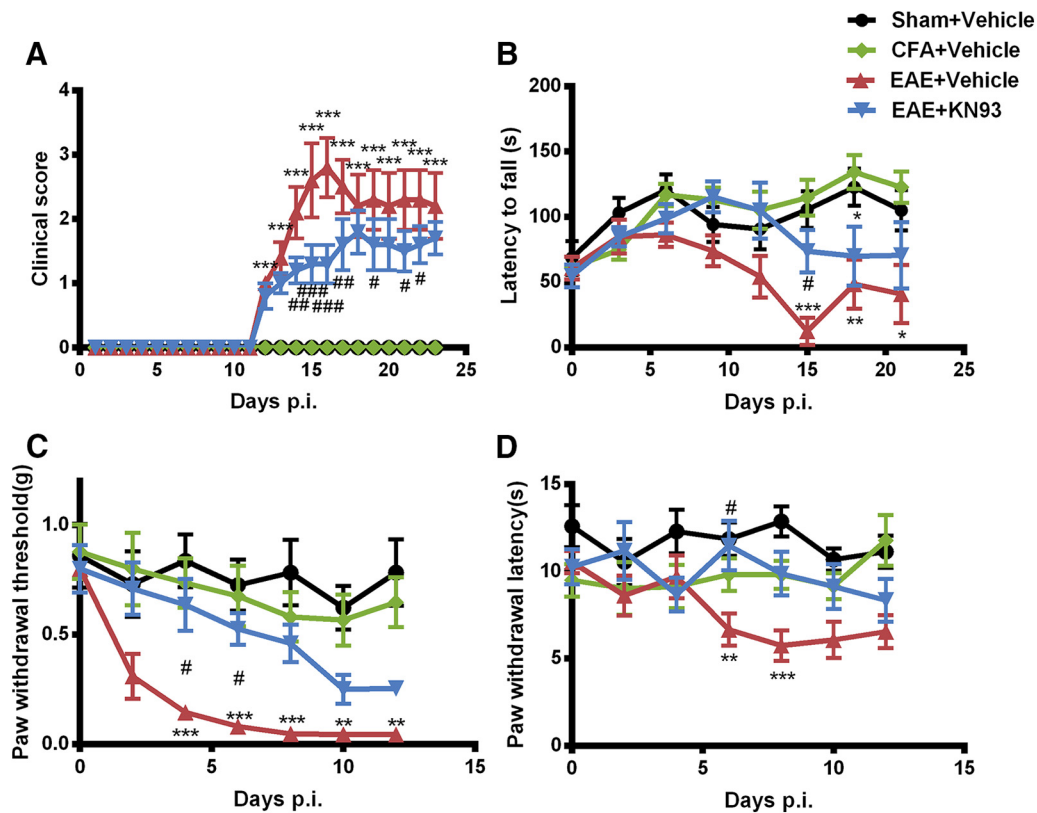 Sham+Vehicle
CFA+Vehicle
EAE+Vehicle
EAE+KN93
A
4
3
2
1
0
Clinical score
0 5 10 15 20 25
Days p.i.
*** *** *** *** *** *** *** *** *** *** *** ***
## ### ### ## # # #
B
200
150
100
50
0
Latency to fall (s)
0 5 10 15 20 25
Days p.i.
*
#
***
**
*
C
1.0
0.5
0.0
Paw withdrawal threshold(g)
0 5 10 15
Days p.i.
# #
*** *** *** ** **
D
15
10
5
0
Paw withdrawal latency(s)
0 5 10 15
Days p.i.
#
** ***